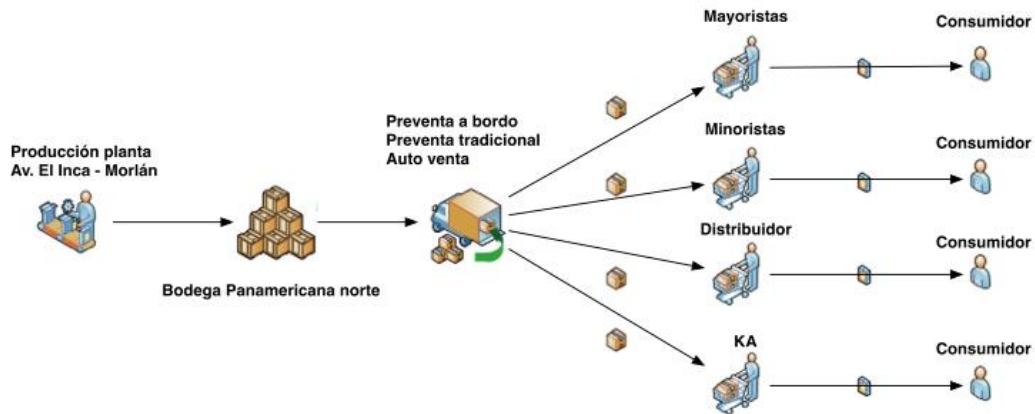 Mayoristas
Consumidor
Preventa a bordo
Preventa tradicional
Auto venta
Minoristas
Consumidor
Producción planta
Av. El Inca - Morlán
Distribuidor
Consumidor
Bodega Panamericana norte
KA
Consumidor